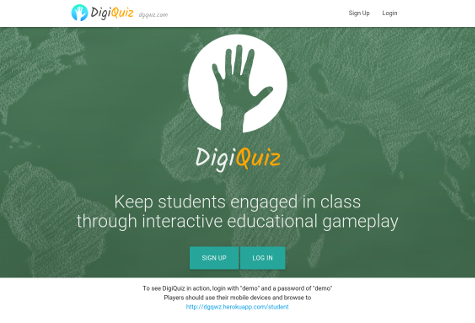 DigiQuiz dgqwz.com
Sign Up Login
DigiQuiz
Keep students engaged in class
through interactive educational gameplay
SIGN UP LOG IN
To see DigiQuiz in action, login with "demo" and a password of "demo"
Players should use their mobile devices and browse to
http://dgqwz.herokuapp.com/student